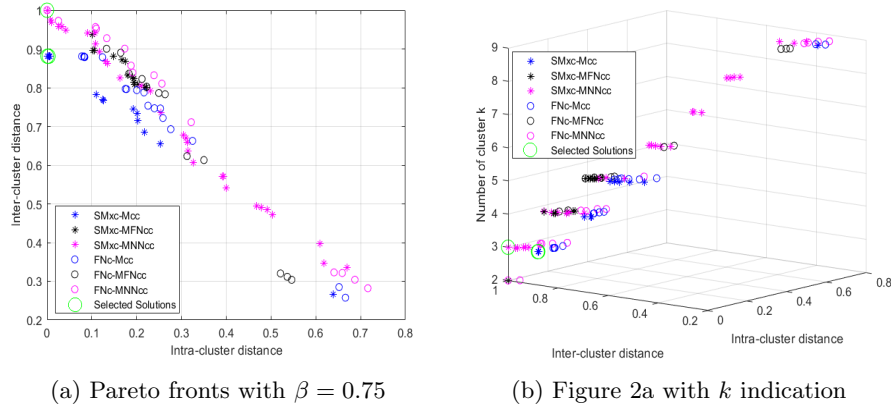 1
0.9
0.8
0.7
0.6
0.5
0.4
0.3
0.2
Inter-cluster distance
SMxc-Mcc
SMxc-MFNcc
SMxc-MNNcc
FNc-Mcc
FNc-MFNcc
FNc-MNNcc
Selected Solutions
0 0.1 0.2 0.3 0.4 0.5 0.6 0.7 0.8
Intra-cluster distance
(a) Pareto fronts with β = 0.75
9
8
7
6
5
4
3
2
Number of cluster k
SMxc-Mcc
SMxc-MFNcc
SMxc-MNNcc
FNc-Mcc
FNc-MFNcc
FNc-MNNcc
Selected Solutions
1 0.8 0.6 0.4 0.2
Inter-cluster distance
0 0.2 0.4 0.6 0.8
Intra-cluster distance
(b) Figure 2a with k indication